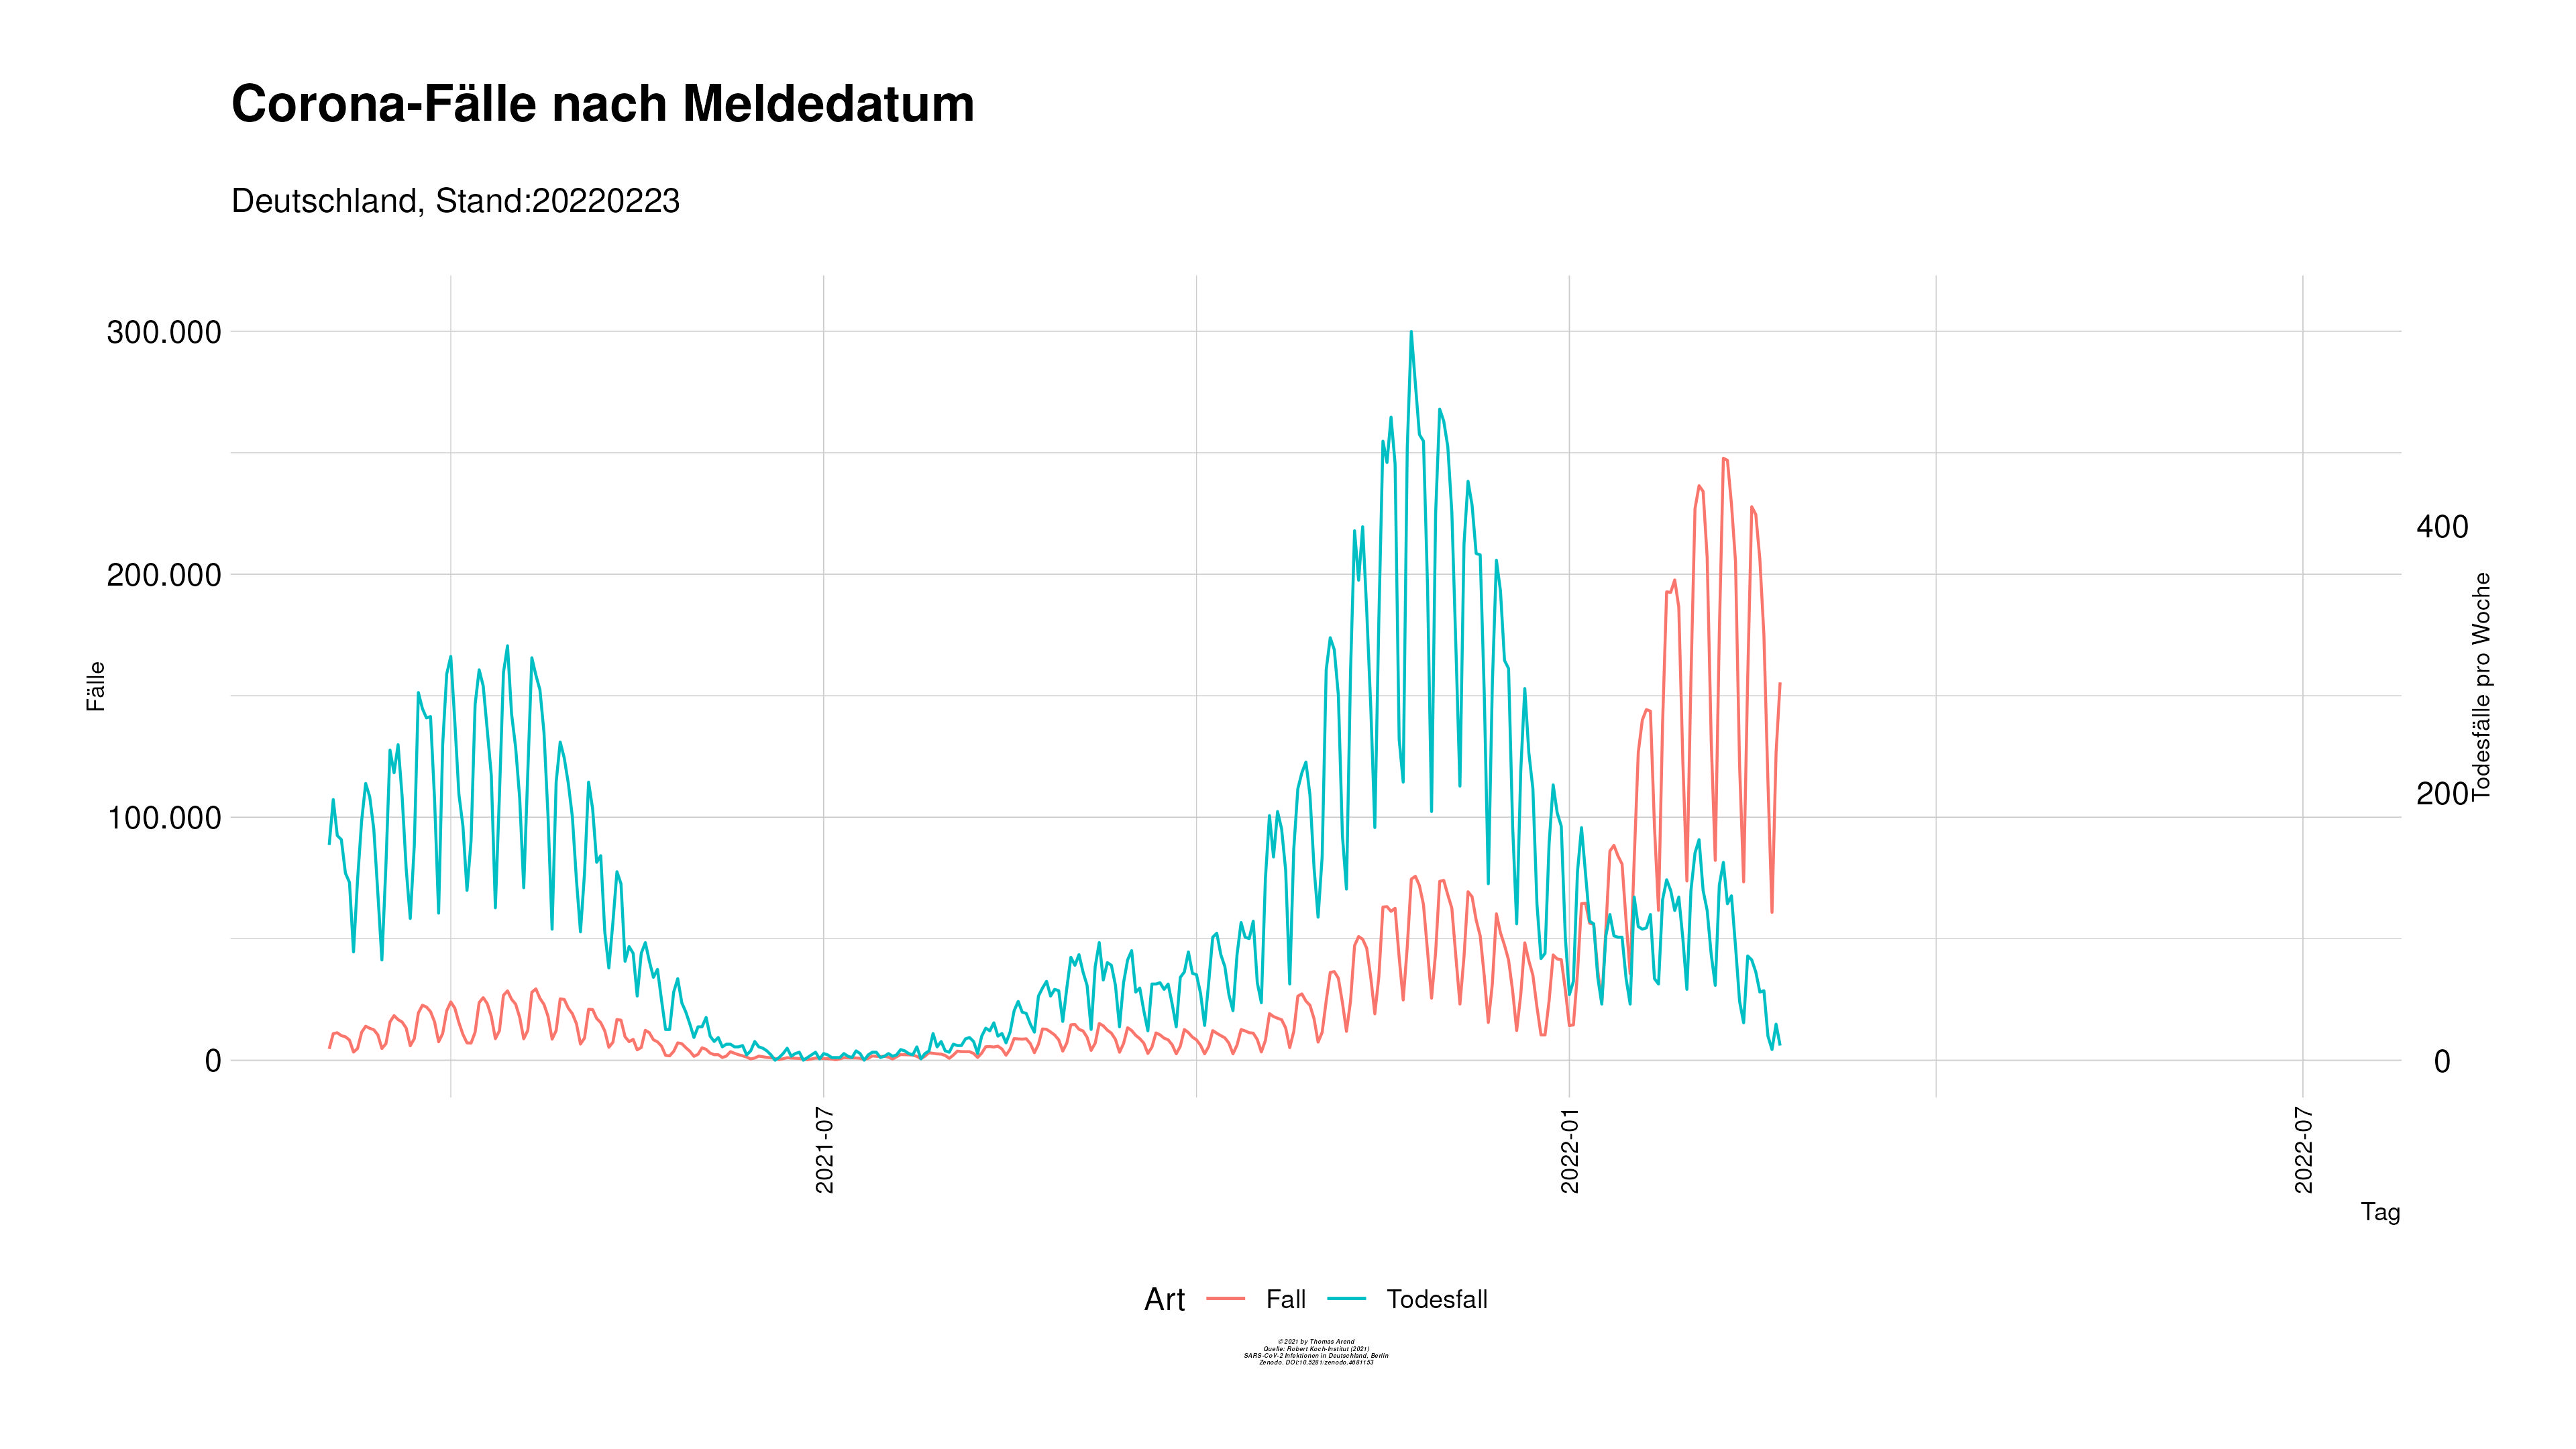 Corona-Fälle nach Meldedatum
Deutschland, Stand:20220223
300.000
200.000
100.000
0
Fälle
400
200
0
Todesfälle pro Woche
2021-07
2022-01
2022-07
Tag
Art Fall Todesfall
© 2021 by Thomas Arend
Quelle: Robert Koch-Institut (2021)
SARS-CoV-2 Infektionen in Deutschland, Berlin
Zenodo. DOI:10.5281/zenodo.4681153